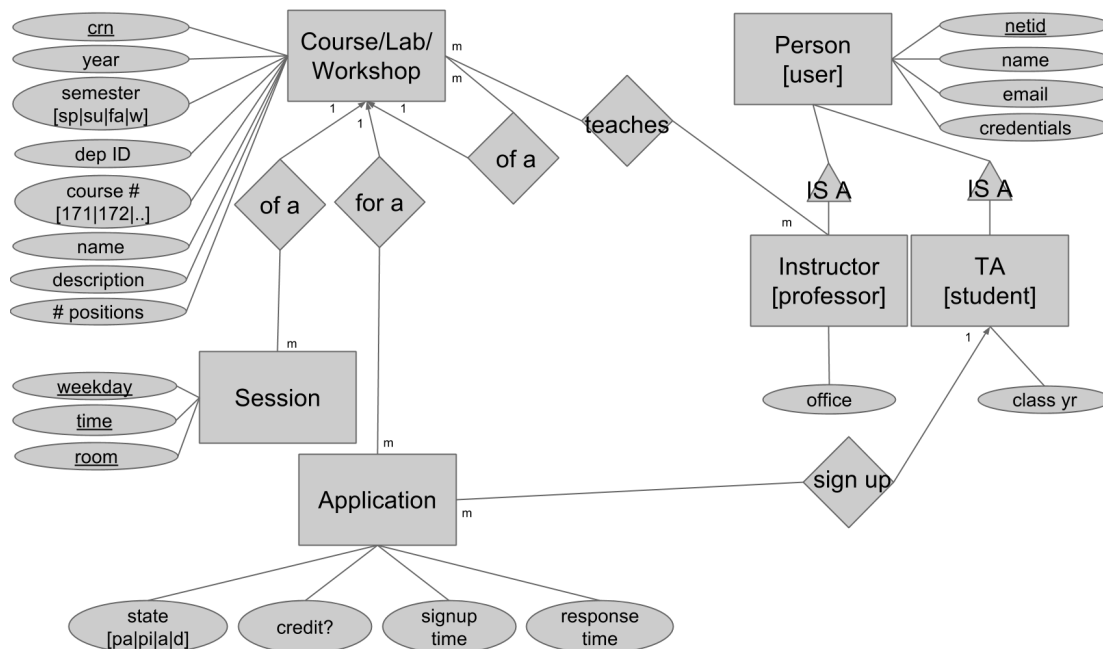 crn
year
semester
[sp|su|fa|w]
dep ID
course #
[171|172|..]
name
description
# positions
Course/Lab/
Workshop
m
m
1
1
1
of a
for a
of a
teaches
m
Person
[user]
netid
name
email
credentials
IS A
IS A
Instructor
[professor]
TA
[student]
1
office
class yr
weekday
time
room
m
Session
m
Application
m
sign up
state
[pa|pi|a|d]
credit?
signup
time
response
time